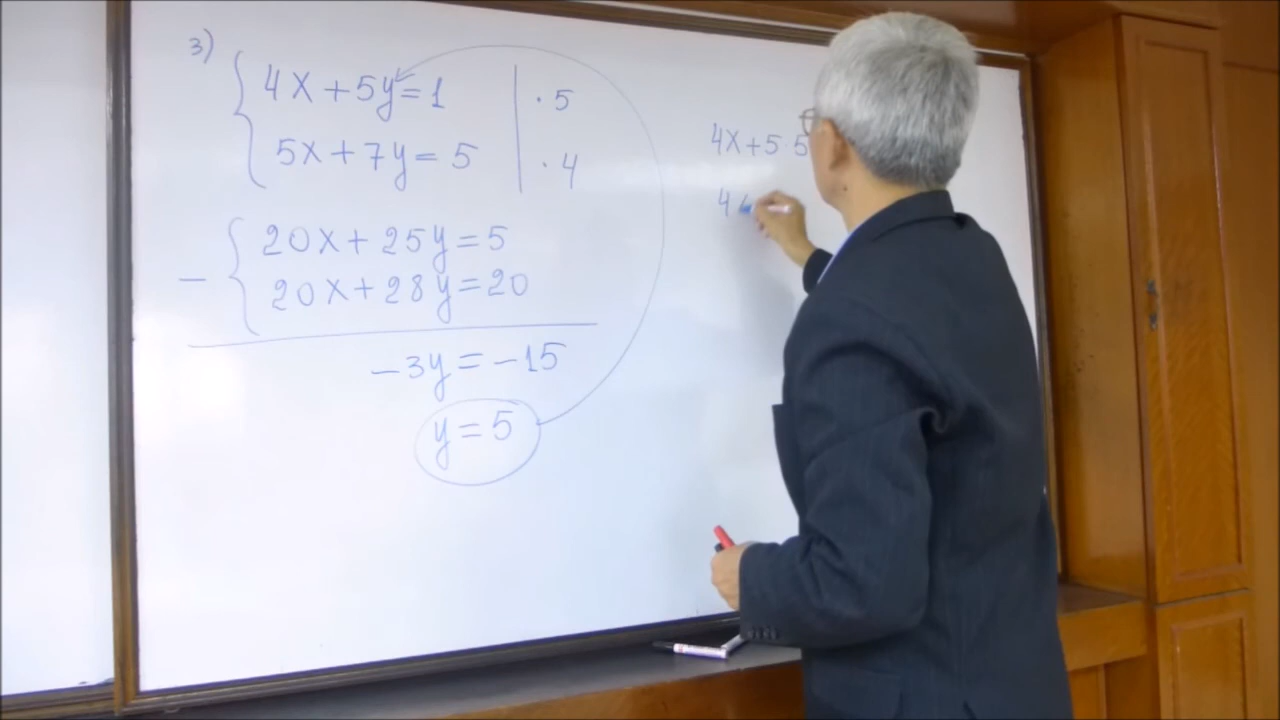 3)
4x+5y=1 | ·5
5x+7y=5 | ·4
20x+25y=5
-
20x+28y=20
-3y=-15
y=5
4x+5·5
4